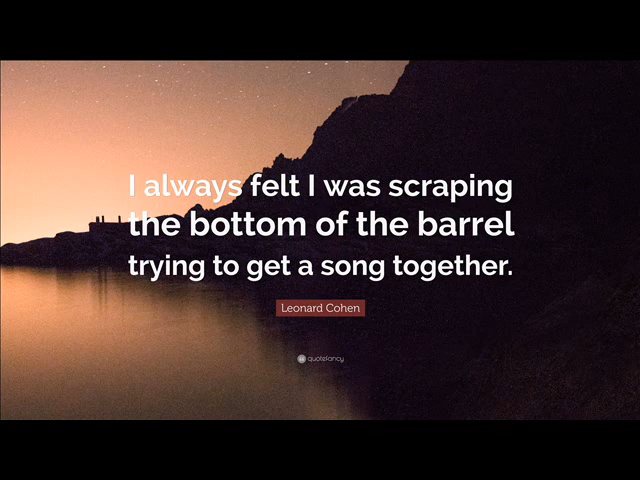 I always felt I was scraping
the bottom of the barrel
trying to get a song together.
Leonard Cohen
quotefancy